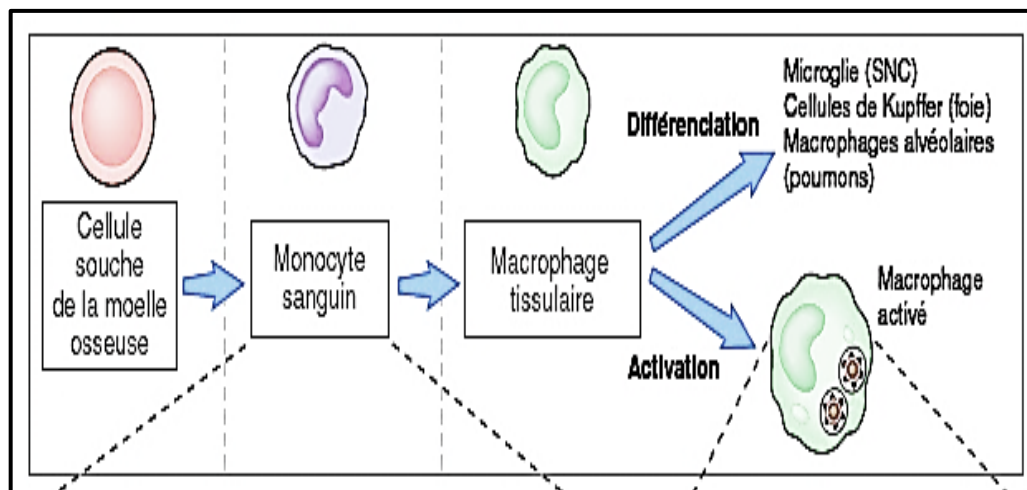 Microglie (SNC)
Cellules de Kupffer (foie)
Macrophages alvéolaires
(poumons)
Différenciation
Cellule
souche
de la moelle
osseuse
Monocyte
sanguin
Macrophage
tissulaire
Macrophage
activé
Activation